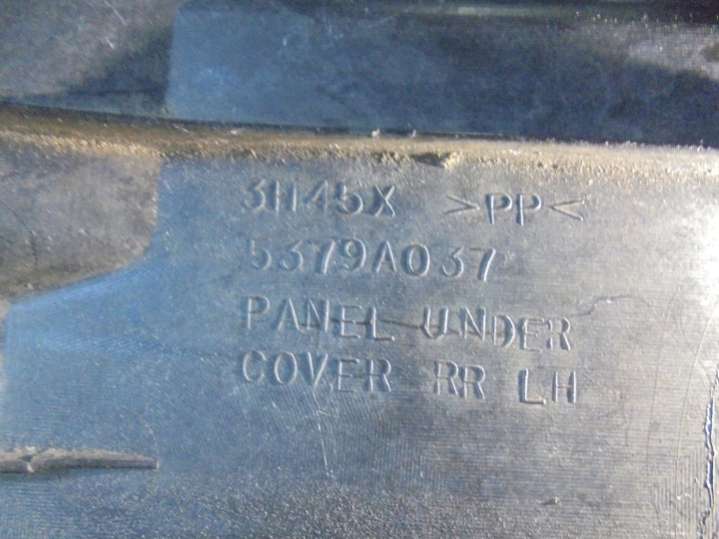 3H45X >PP<
5379A037
PANEL UNDER
COVER RR LH